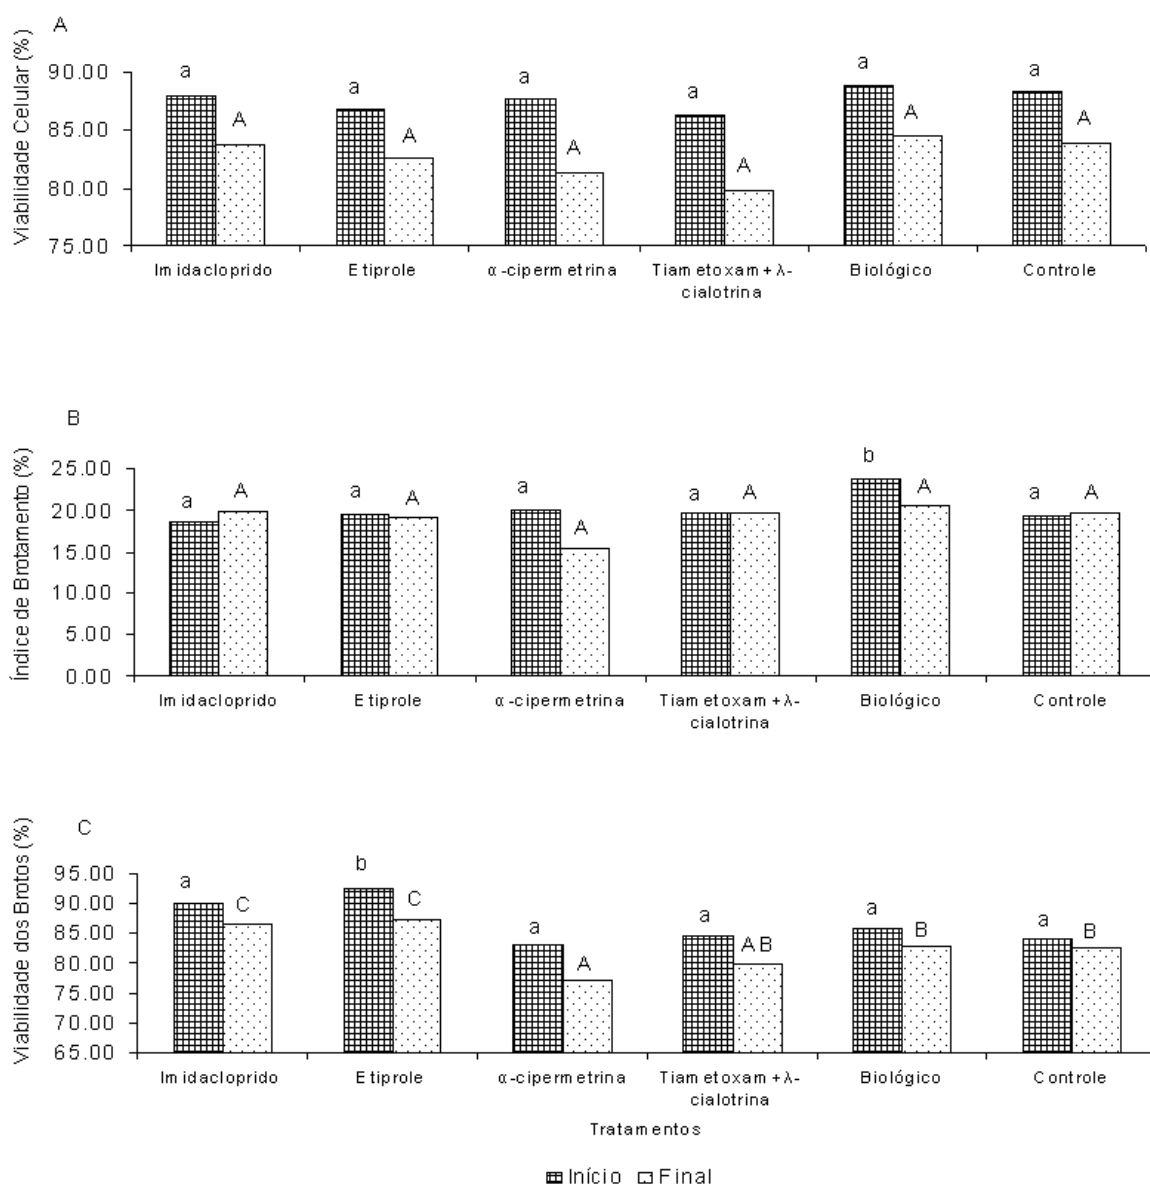 A
Viabilidade Celular (%)
90.00
85.00
80.00
75.00
a A a A a A a A a A a A
Imidacloprido Etiprole α-cipermetrina Tiametoxam + λ- Biológico Controle
cialotrina
B
Índice de Brotamento (%)
25.00
20.00
15.00
10.00
5.00
0.00
a A a A a A a A b A a A
Imidacloprido Etiprole α-cipermetrina Tiametoxam + λ- Biológico Controle
cialotrina
C
Viabilidade dos Brotos (%)
95.00
90.00
85.00
80.00
75.00
70.00
65.00
a C b C a A a AB a B a B
Imidacloprido Etiprole α-cipermetrina Tiametoxam + λ- Biológico Controle
cialotrina
Tratamentos
Início Final